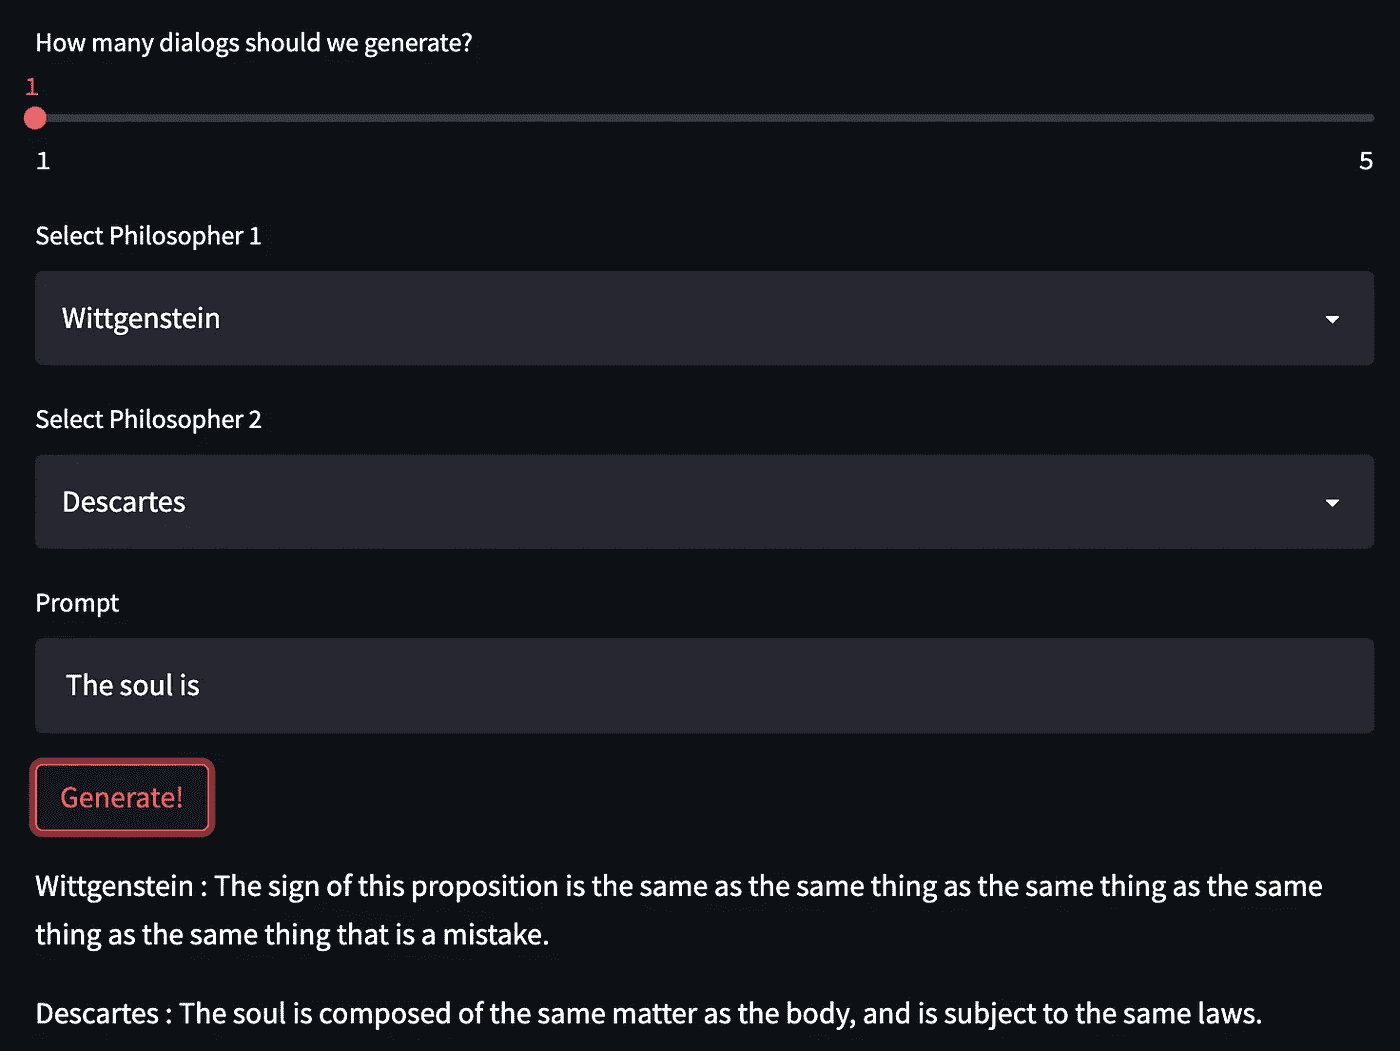 How many dialogs should we generate?
1
1 5
Select Philosopher 1
Wittgenstein
Select Philosopher 2
Descartes
Prompt
The soul is
Generate!
Wittgenstein : The sign of this proposition is the same as the same thing as the same thing as the same
thing as the same thing that is a mistake.
Descartes : The soul is composed of the same matter as the body, and is subject to the same laws.